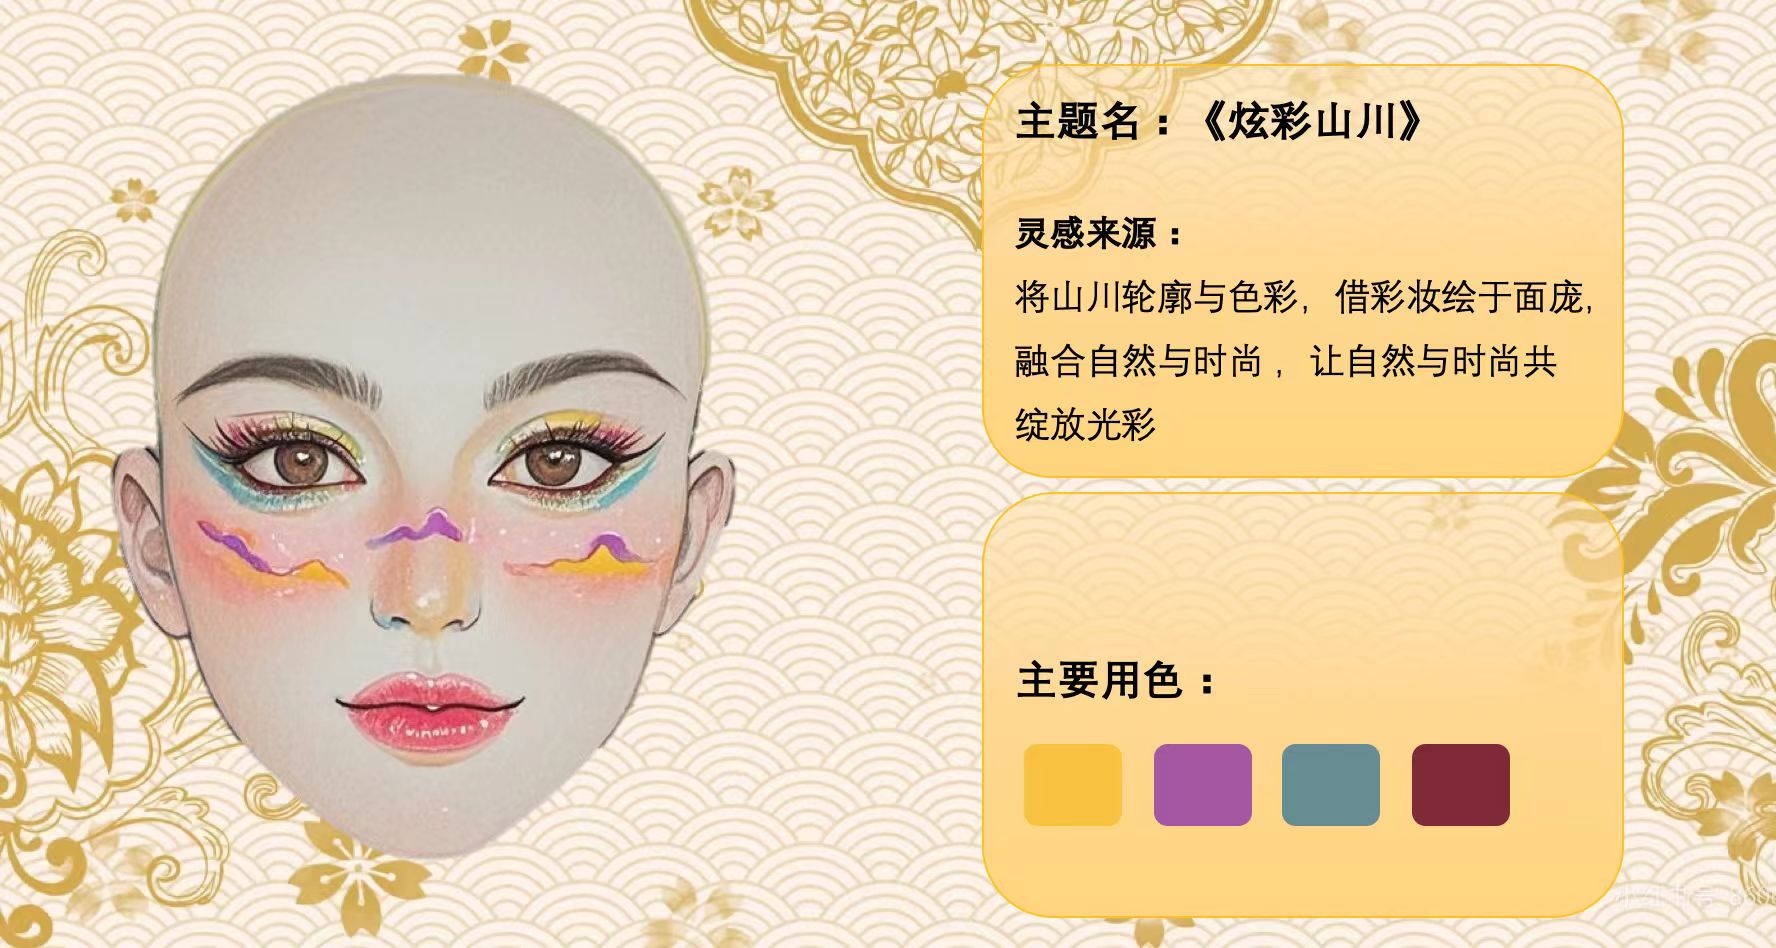 主题名：《炫彩山川》
灵感来源：
将山川轮廓与色彩，借彩妆绘于面庞，
融合自然与时尚，让自然与时尚共
绽放光彩
主要用色：